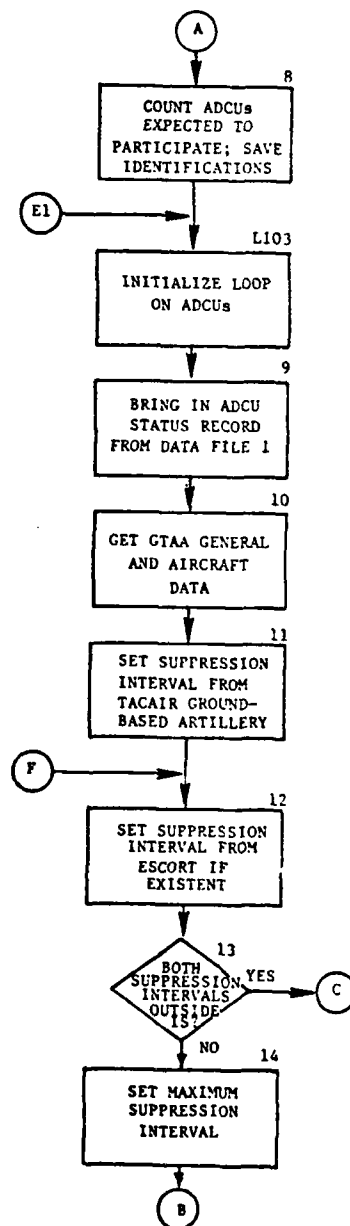 A
8
COUNT ADCUs
EXPECTED TO
PARTICIPATE; SAVE
IDENTIFICATIONS
E1
L103
INITIALIZE LOOP
ON ADCUs
9
BRING IN ADCU
STATUS RECORD
FROM DATA FILE 1
10
GET GTAA GENERAL
AND AIRCRAFT
DATA
11
SET SUPPRESSION
INTERVAL FROM
TACAIR GROUND-
BASED ARTILLERY
F
12
SET SUPPRESSION
INTERVAL FROM
ESCORT IF
EXISTENT
13
BOTH
SUPPRESSION
INTERVALS
OUTSIDE
IS?
YES
C
NO
14
SET MAXIMUM
SUPPRESSION
INTERVAL
B